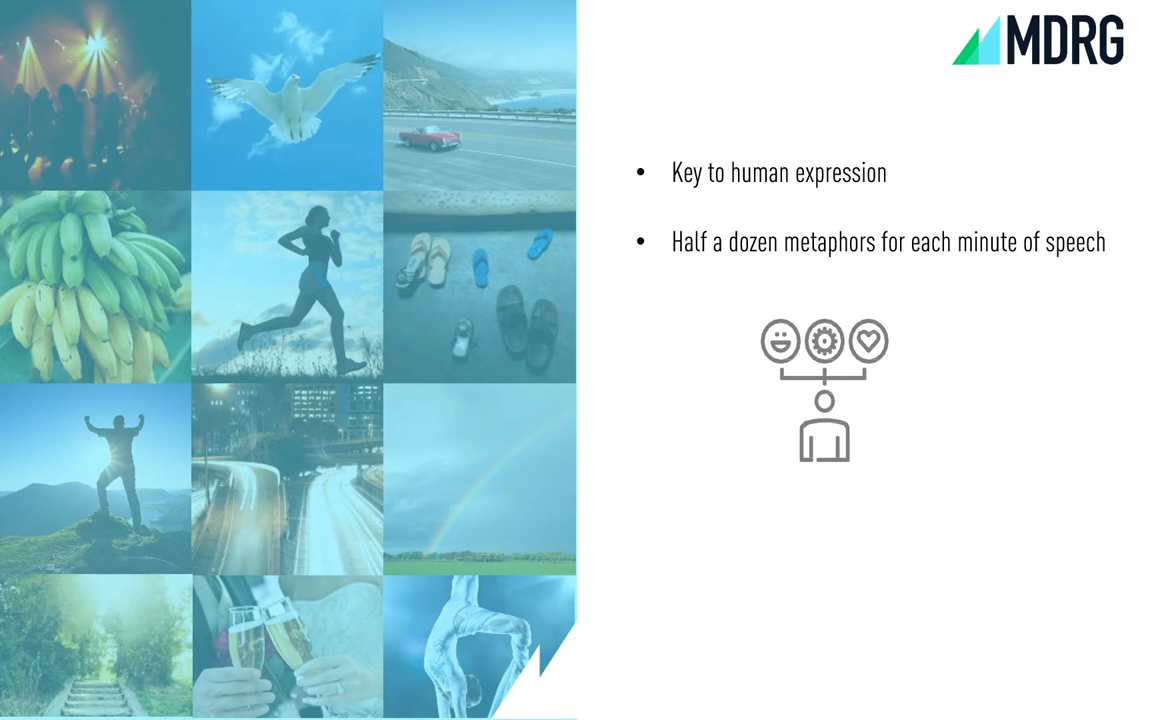 MDRG
• Key to human expression
• Half a dozen metaphors for each minute of speech